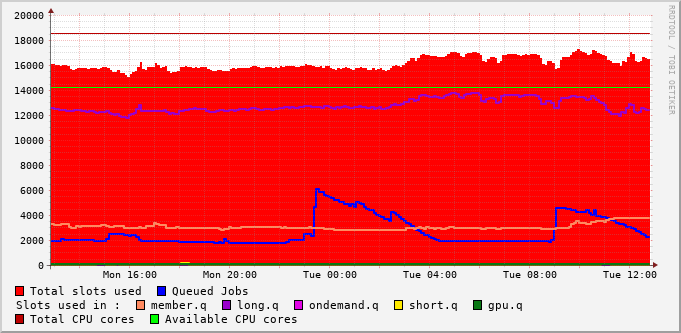 RRDTOOL / TOBI OETIKER
20000
18000
16000
14000
12000
10000
8000
6000
4000
2000
0
Mon 16:00 Mon 20:00 Tue 00:00 Tue 04:00 Tue 08:00 Tue 12:00
Total slots used Queued Jobs
Slots used in : member.q long.q ondemand.q short.q gpu.q
Total CPU cores Available CPU cores